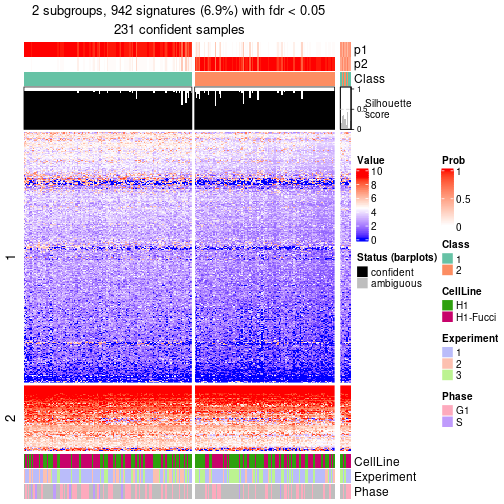 2 subgroups, 942 signatures (6.9%) with fdr < 0.05
231 confident samples
p1
p2
Class
1
0.5
0
Silhouette
score
1
2
CellLine
Experiment
Phase
Value
10
8
6
4
2
0
Status (barplots)
confident
ambiguous
Prob
1
0.5
0
Class
1
2
CellLine
H1
H1-Fucci
Experiment
1
2
3
Phase
G1
S